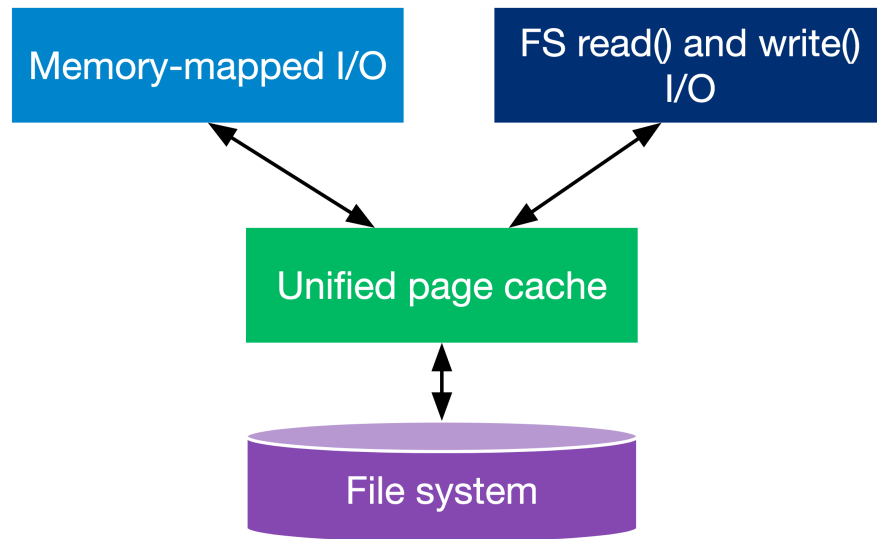 Memory-mapped I/O
FS read() and write()
I/O
Unified page cache
File system